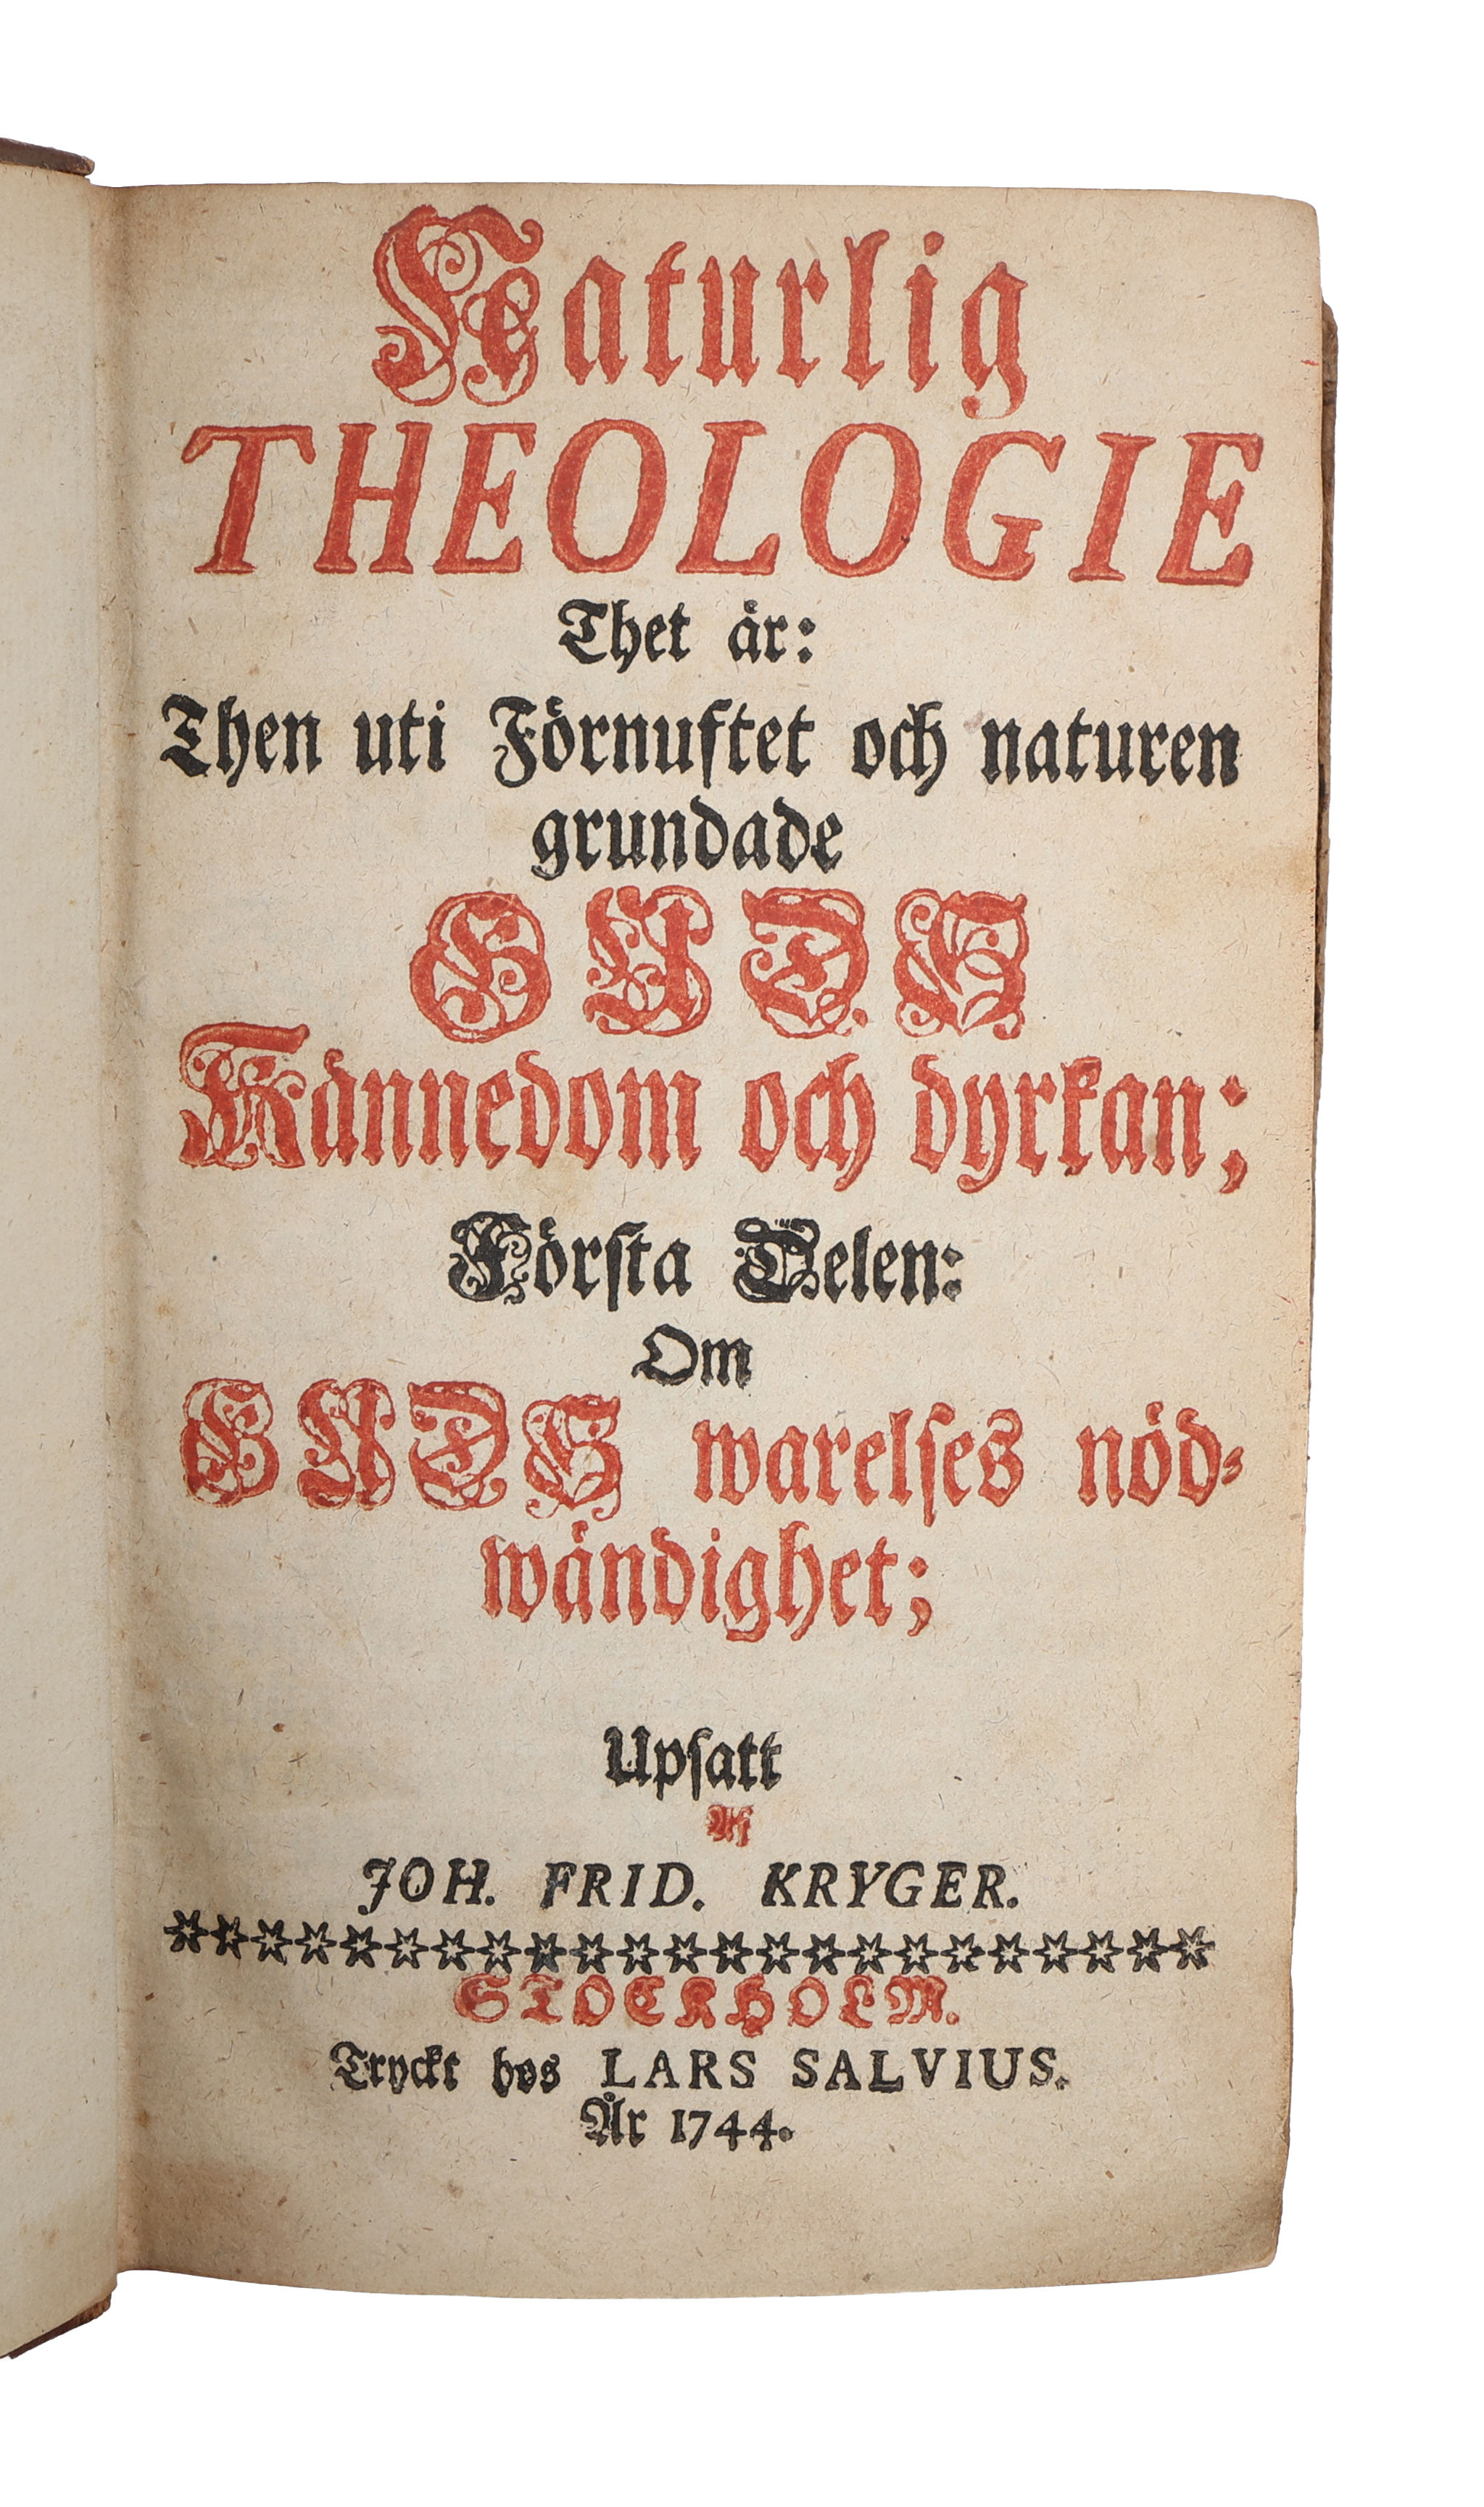 Naturlig
THEOLOGIE
Thet är:
Then uti Förnuftet och naturen
grundade
GUDS
Kännedom och dyrkan;
Första Delen:
Om
GUDS warelses nöd-
wändighet;
Upsatt
Af
JOH. FRID. KRYGER.
STOCKHOLM.
Tryckt hos LARS SALVIUS.
År 1744.